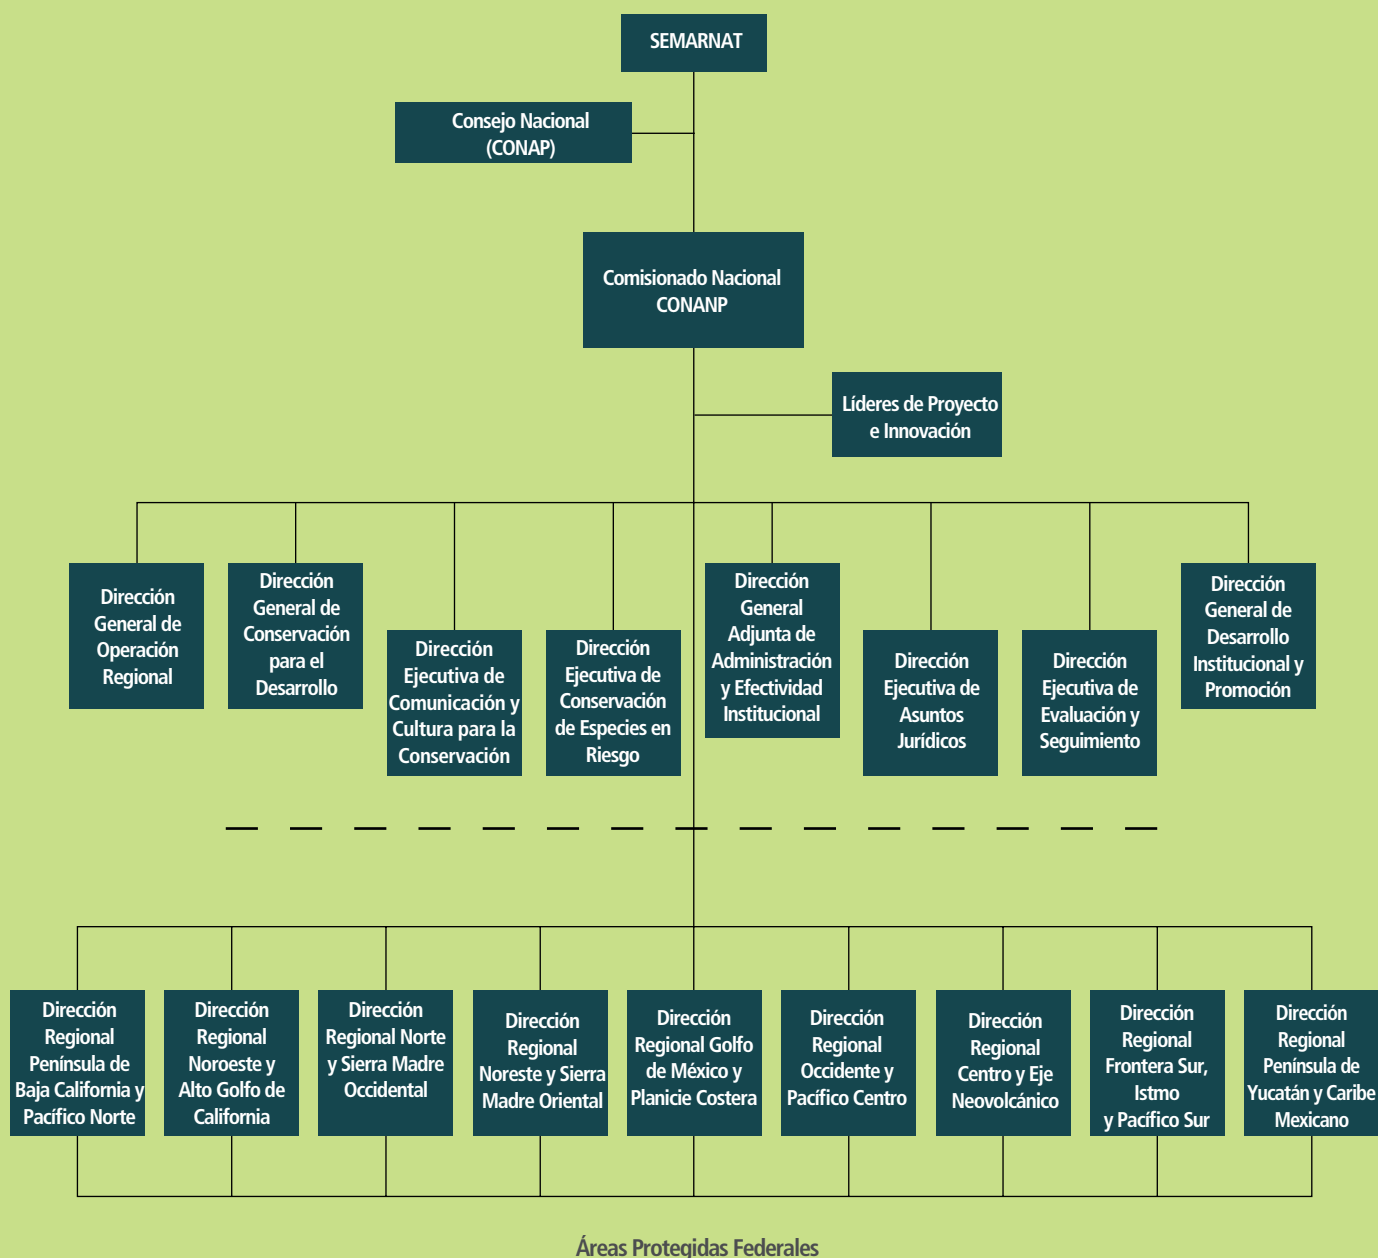 SEMARNAT
Consejo Nacional
(CONAP)
Comisionado Nacional
CONANP
Líderes de Proyecto
e Innovación
Dirección
General de
Operación
Regional
Dirección
General de
Conservación
para el
Desarrollo
Dirección
Ejecutiva de
Comunicación y
Cultura para la
Conservación
Dirección
Ejecutiva de
Conservación
de Especies en
Riesgo
Dirección
General
Adjunta de
Administración
y Efectividad
Institucional
Dirección
Ejecutiva de
Asuntos
Jurídicos
Dirección
Ejecutiva de
Evaluación y
Seguimiento
Dirección
General de
Desarrollo
Institucional y
Promoción
Dirección
Regional
Península de
Baja California y
Pacífico Norte
Dirección
Regional
Noroeste y
Alto Golfo de
California
Dirección
Regional Norte
y Sierra Madre
Occidental
Dirección
Regional
Noreste y Sierra
Madre Oriental
Dirección
Regional Golfo
de México y
Planicie Costera
Dirección
Regional
Occidente y
Pacífico Centro
Dirección
Regional
Centro y Eje
Neovolcánico
Dirección
Regional
Frontera Sur,
Istmo
y Pacífico Sur
Dirección
Regional
Península de
Yucatán y Caribe
Mexicano
Áreas Protegidas Federales